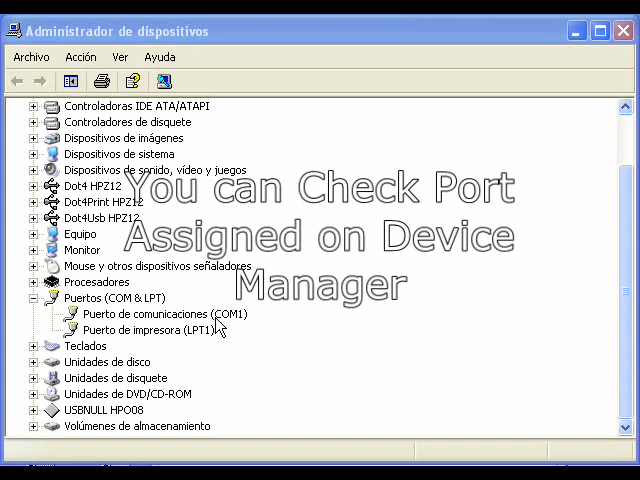 Administrador de dispositivos
Archivo Acción Ver Ayuda
Controladoras IDE ATA/ATAPI
Controladores de disquete
Dispositivos de imágenes
Dispositivos de sistema
Dispositivos de sonido, vídeo y juegos
Dot4 HPZ12
Dot4Print HPZ12
Dot4Usb HPZ12
Equipo
Monitor
Mouse y otros dispositivos señaladores
Procesadores
Puertos (COM & LPT)
Puerto de comunicaciones (COM1)
Puerto de impresora (LPT1)
Teclados
Unidades de disco
Unidades de disquete
Unidades de DVD/CD-ROM
USBNULL HPO08
Volúmenes de almacenamiento
You can Check Port
Assigned on Device
Manager